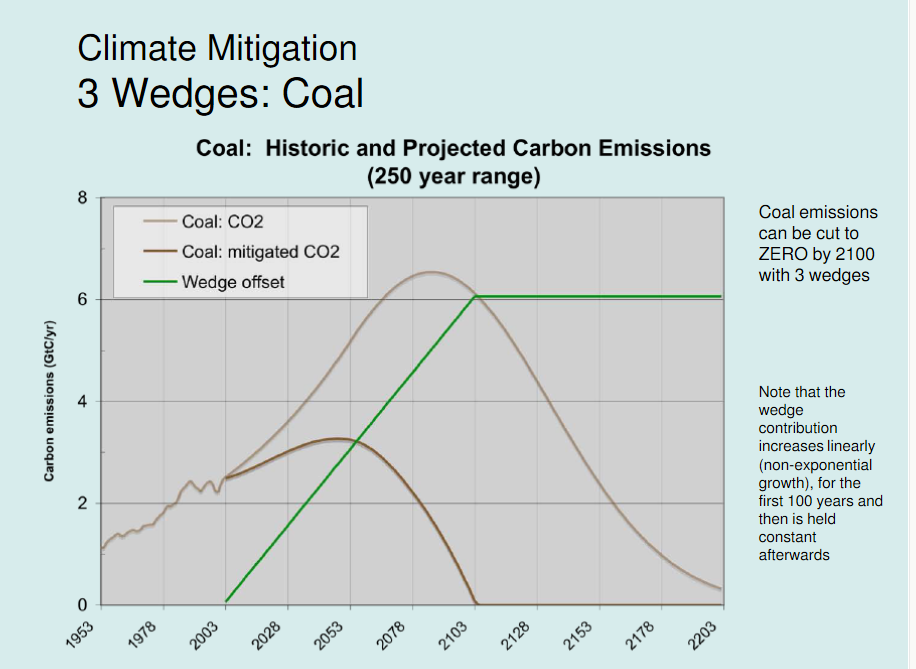 Climate Mitigation
3 Wedges: Coal
Coal:  Historic and Projected Carbon Emissions
(250 year range)
8
6
4
2
0
Carbon emissions (GtC/yr)
Coal: CO2
Coal: mitigated CO2
Wedge offset
1953
1978
2003
2028
2053
2078
2103
2128
2153
2178
2203
Coal emissions
can be cut to
ZERO by 2100
with 3 wedges
Note that the
wedge
contribution
increases linearly
(non-exponential
growth), for the
first 100 years and
then is held
constant
afterwards